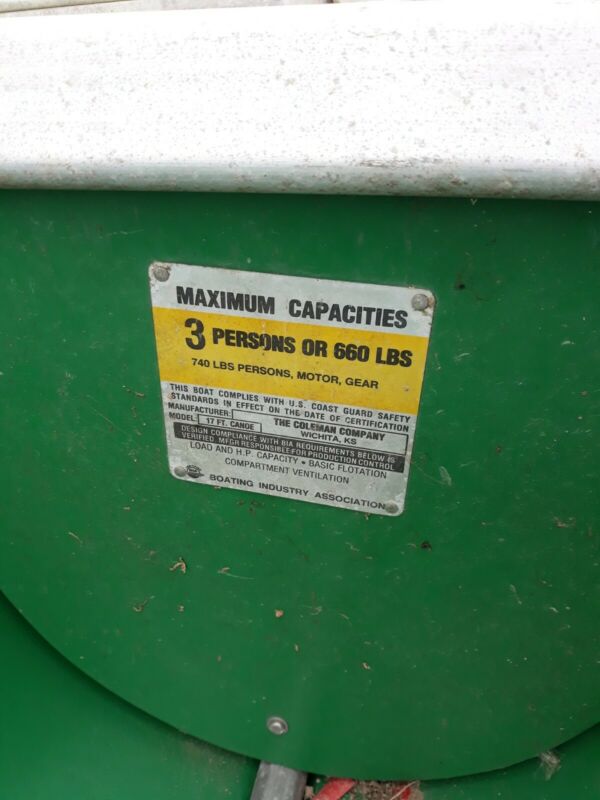 MAXIMUM CAPACITIES
3 PERSONS OR 660 LBS
740 LBS PERSONS, MOTOR, GEAR
THIS BOAT COMPLIES WITH U.S. COAST GUARD SAFETY
STANDARDS IN EFFECT ON THE DATE OF CERTIFICATION
MANUFACTURER: THE COLEMAN COMPANY
MODEL 17 FT. CANOE WICHITA, KS
DESIGN COMPLIANCE WITH BIA REQUIREMENTS BELOW IS
VERIFIED. MFGR RESPONSIBLE FOR PRODUCTION CONTROL
LOAD AND H.P. CAPACITY • BASIC FLOTATION
COMPARTMENT VENTILATION
BOATING INDUSTRY ASSOCIATION